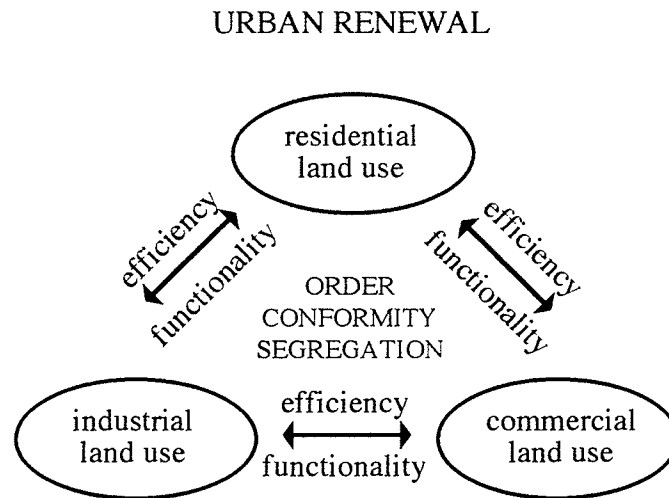 URBAN RENEWAL
residential
land use
efficiency
functionality
efficiency
functionality
ORDER
CONFORMITY
SEGREGATION
industrial
land use
efficiency
functionality
commercial
land use